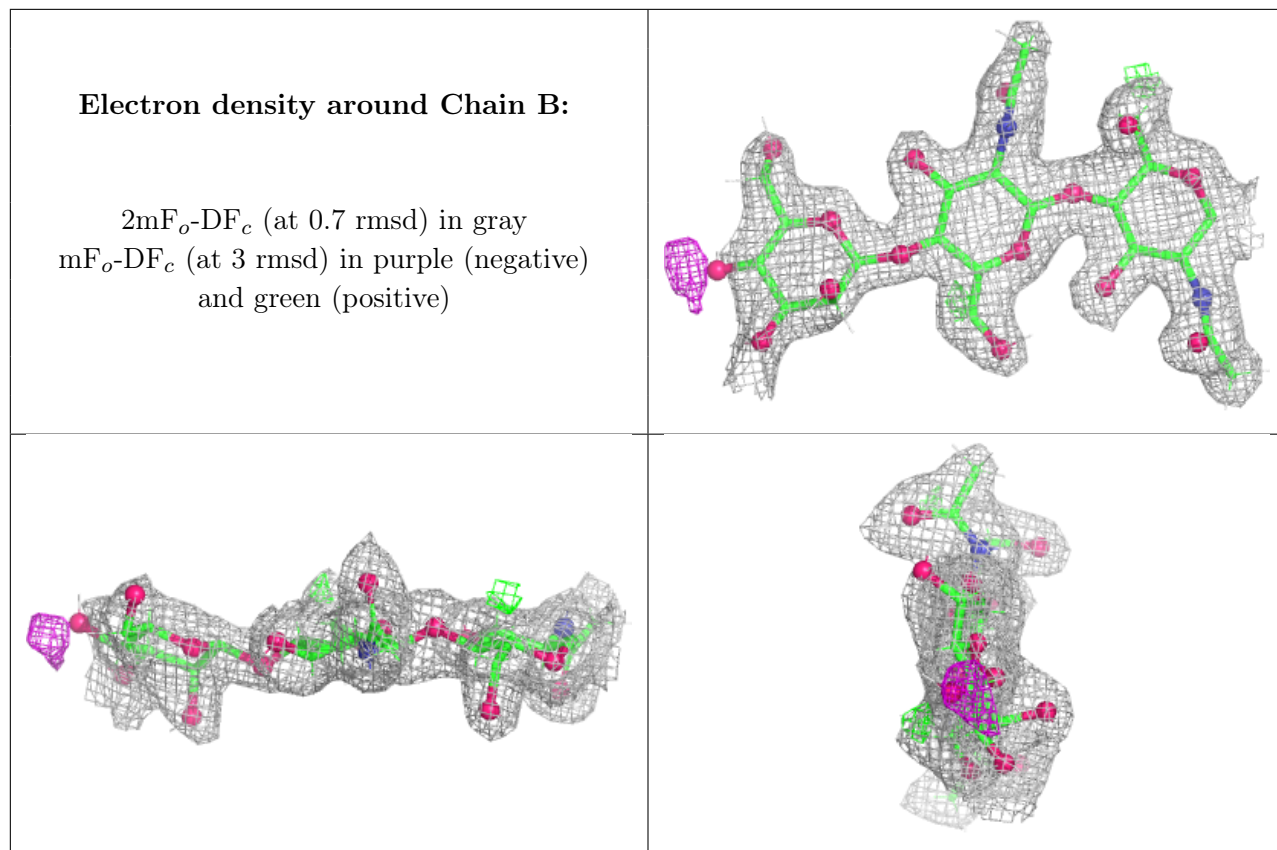 Electron density around Chain B:
2mFₒ-DF𝒸 (at 0.7 rmsd) in gray
mFₒ-DF𝒸 (at 3 rmsd) in purple (negative)
and green (positive)